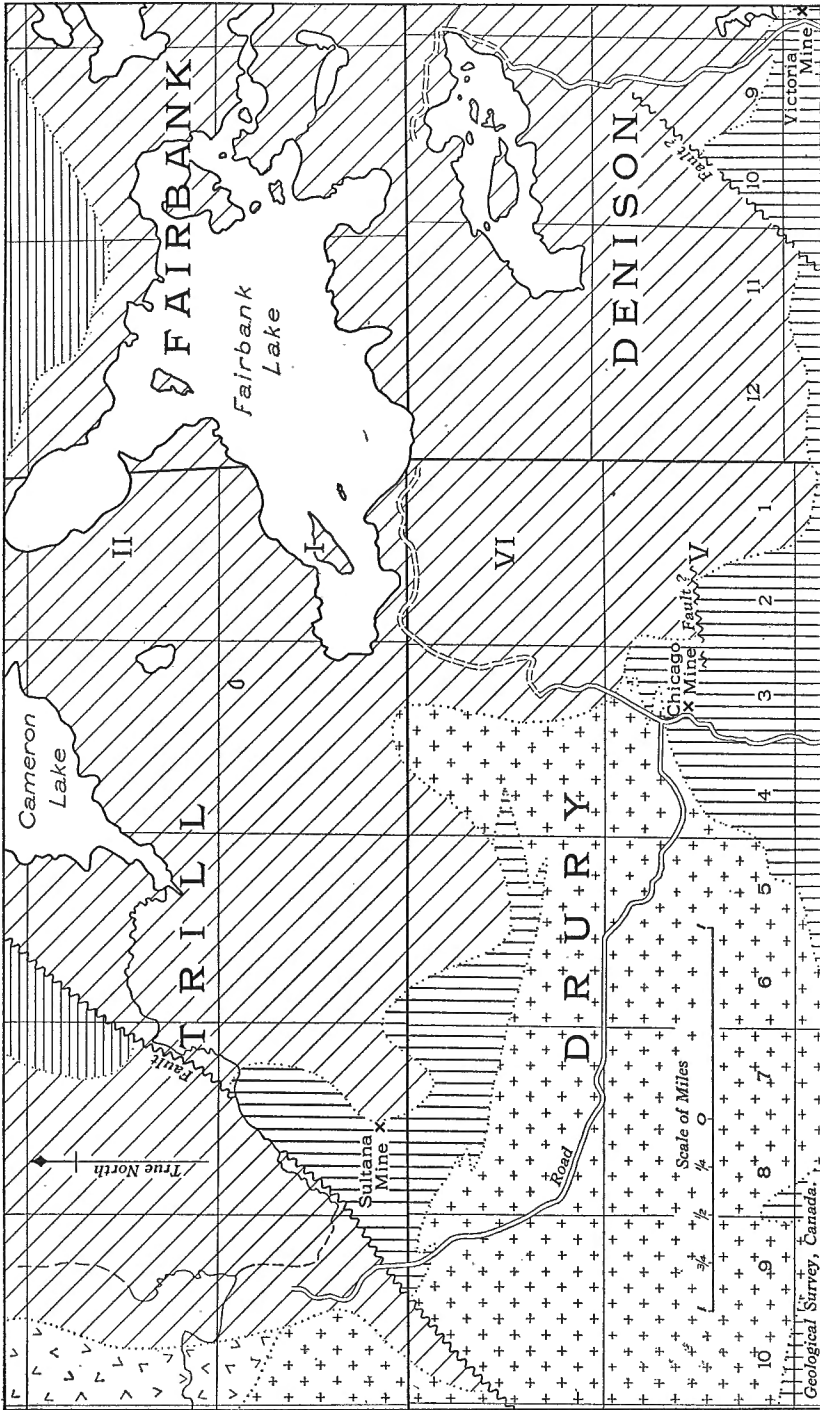 FAIRBANK
Fairbank
Lake
Cameron
Lake
II
I
TRILL
Fault
True North
Sultana
Mine
DENISON
Fault ?
9
10
11
12
Victoria
Mine
VI
V
1
2
3
4
5
6
7
8
9
10
Fault ?
Chicago
Mine
DRURY
Road
Scale of Miles
3/4 1/2 1/4 0 1
Geological Survey, Canada.